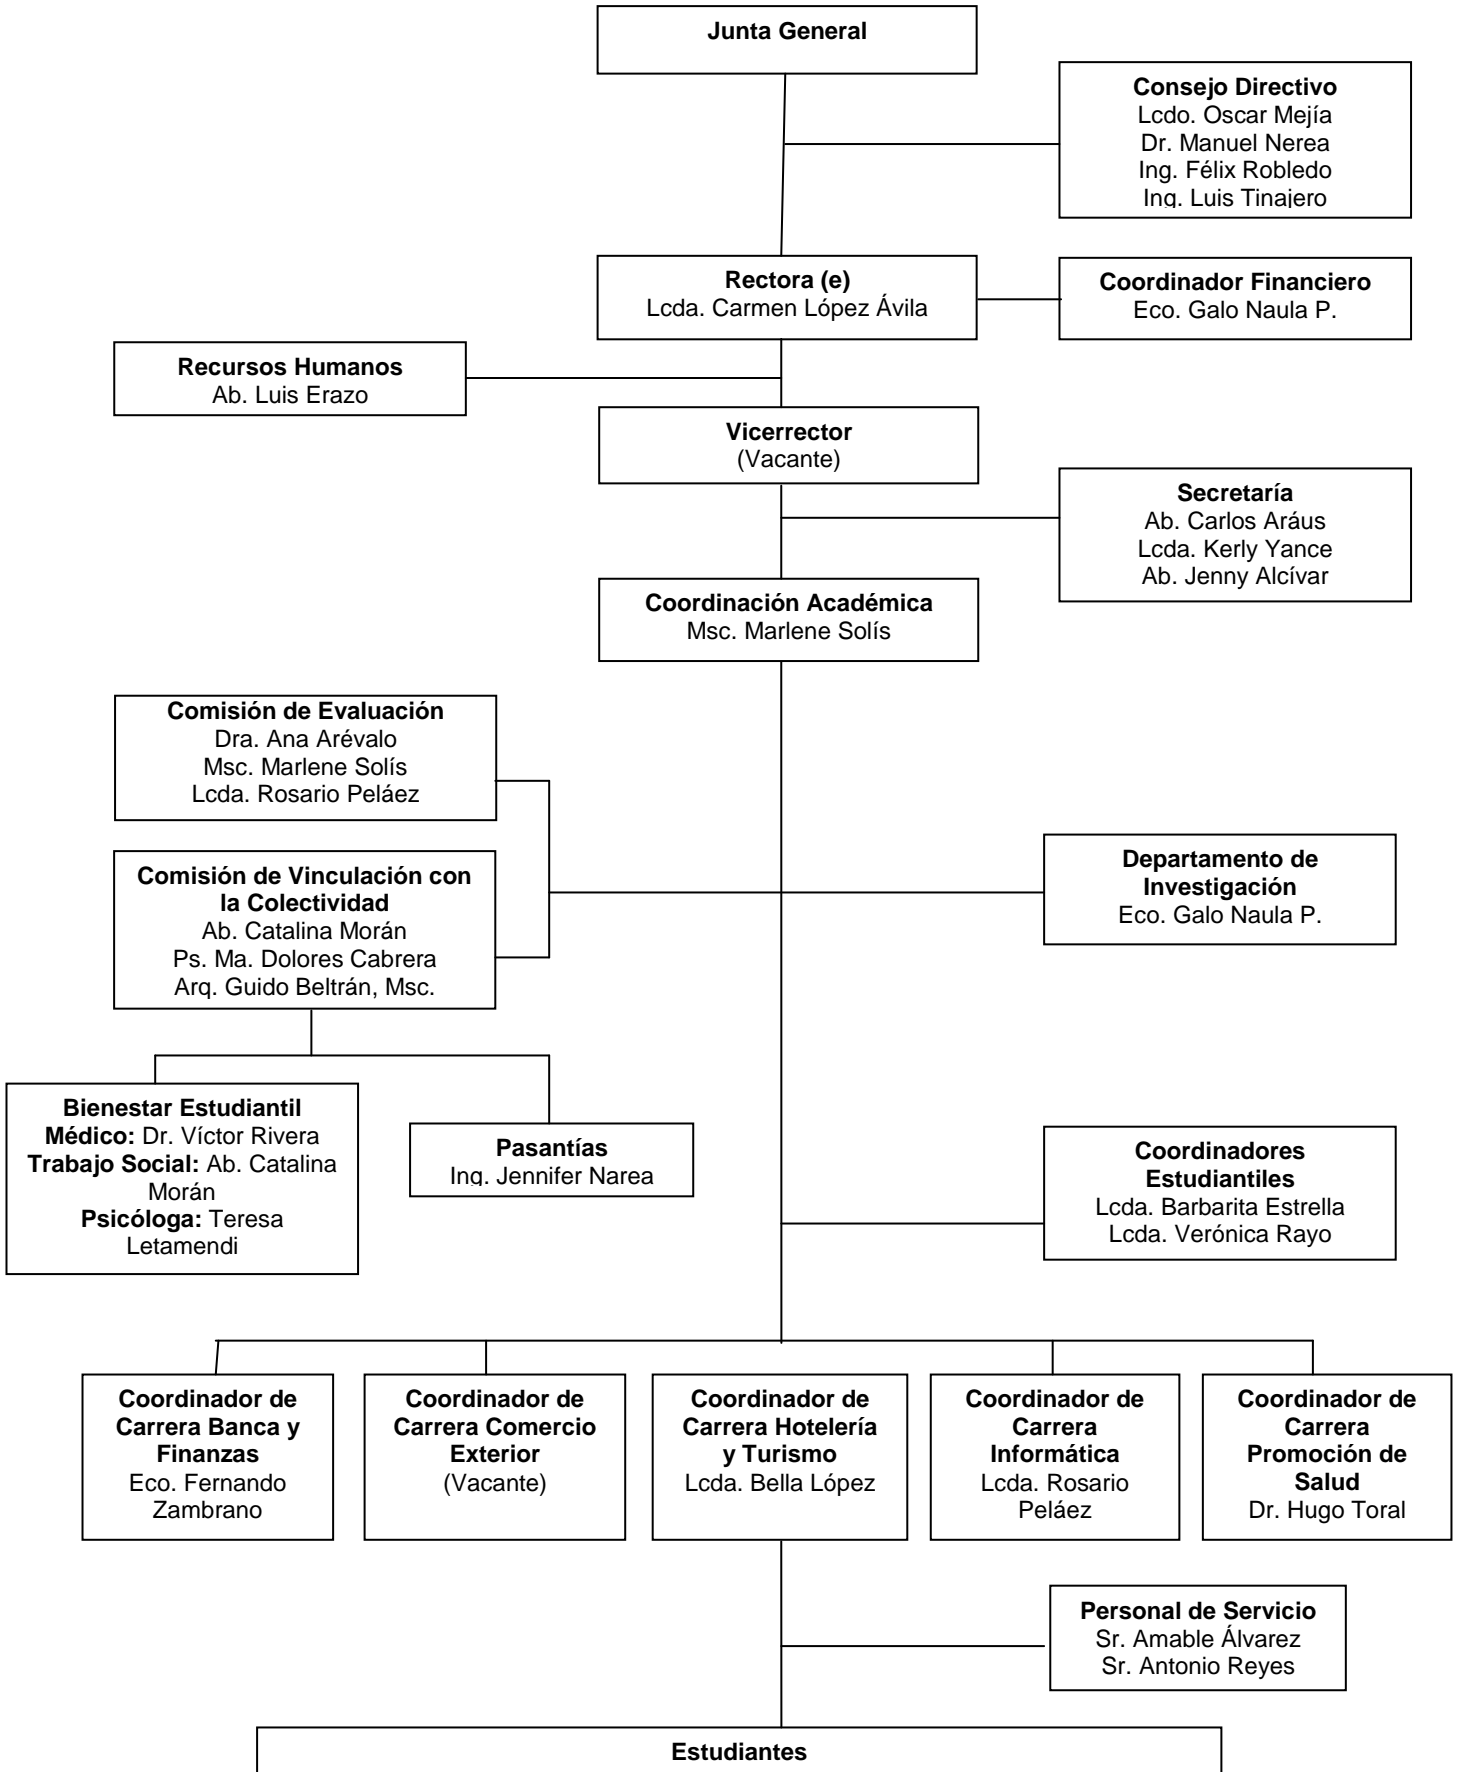 Junta General
Consejo Directivo
Lcdo. Oscar Mejía
Dr. Manuel Nerea
Ing. Félix Robledo
Ing. Luis Tinajero
Rectora (e)
Lcda. Carmen López Ávila
Coordinador Financiero
Eco. Galo Naula P.
Recursos Humanos
Ab. Luis Erazo
Vicerrector
(Vacante)
Secretaría
Ab. Carlos Aráus
Lcda. Kerly Yance
Ab. Jenny Alcívar
Coordinación Académica
Msc. Marlene Solís
Comisión de Evaluación
Dra. Ana Arévalo
Msc. Marlene Solís
Lcda. Rosario Peláez
Departamento de
Investigación
Eco. Galo Naula P.
Comisión de Vinculación con
la Colectividad
Ab. Catalina Morán
Ps. Ma. Dolores Cabrera
Arq. Guido Beltrán, Msc.
Bienestar Estudiantil
Médico: Dr. Víctor Rivera
Trabajo Social: Ab. Catalina
Morán
Psicóloga: Teresa
Letamendi
Pasantías
Ing. Jennifer Narea
Coordinadores
Estudiantiles
Lcda. Barbarita Estrella
Lcda. Verónica Rayo
Coordinador de
Carrera Banca y
Finanzas
Eco. Fernando
Zambrano
Coordinador de
Carrera Comercio
Exterior
(Vacante)
Coordinador de
Carrera Hotelería
y Turismo
Lcda. Bella López
Coordinador de
Carrera
Informática
Lcda. Rosario
Peláez
Coordinador de
Carrera
Promoción de
Salud
Dr. Hugo Toral
Personal de Servicio
Sr. Amable Álvarez
Sr. Antonio Reyes
Estudiantes